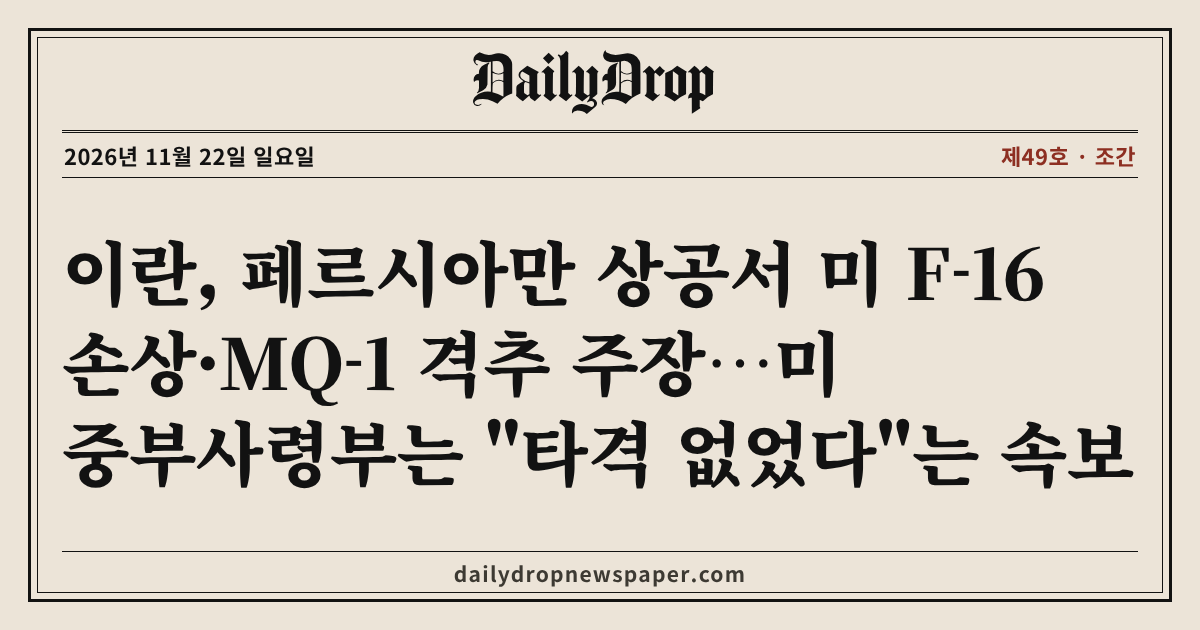 DailyDrop
2026년 11월 22일 일요일
제49호 · 조간
이란, 페르시아만 상공서 미 F-16
손상·MQ-1 격추 주장…미
중부사령부는 "타격 없었다"는 속보
dailydropnewspaper.com